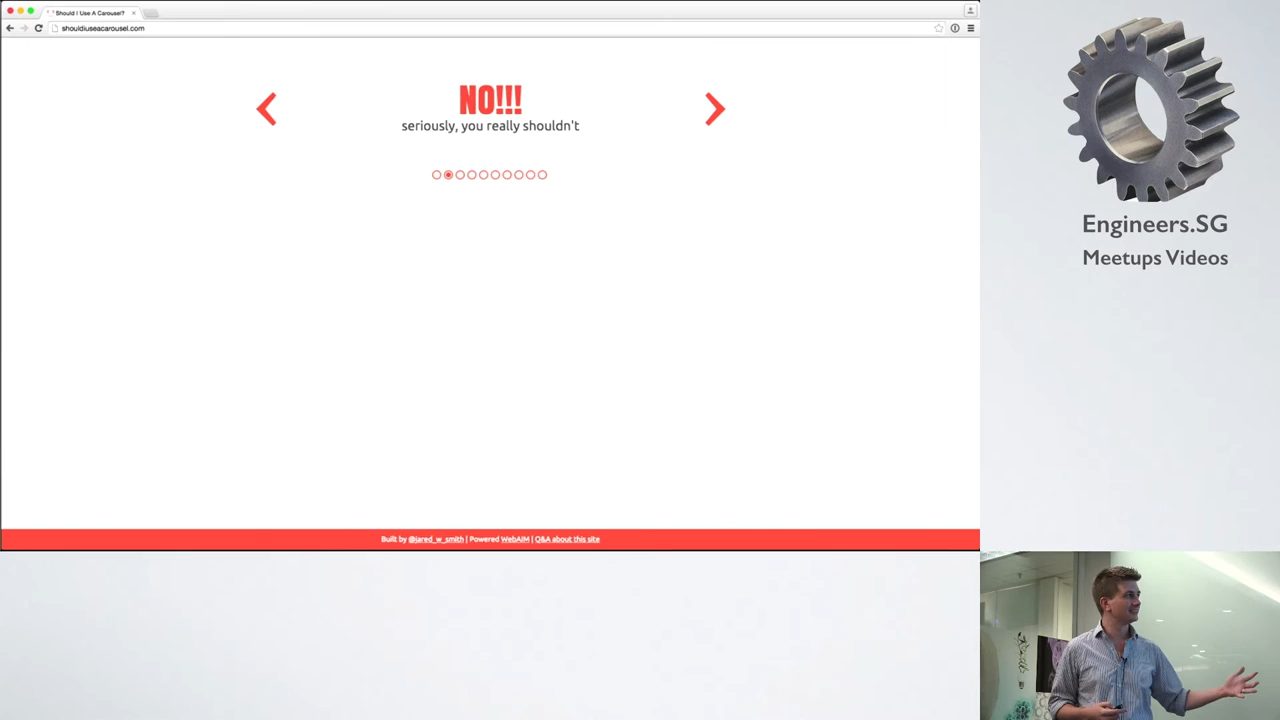 Should I Use A Carousel?
shouldiuseacarousel.com
NO!!!
seriously, you really shouldn't
Built by @jared_w_smith | Powered WebAIM | Q&A about this site
Engineers.SG
Meetups Videos